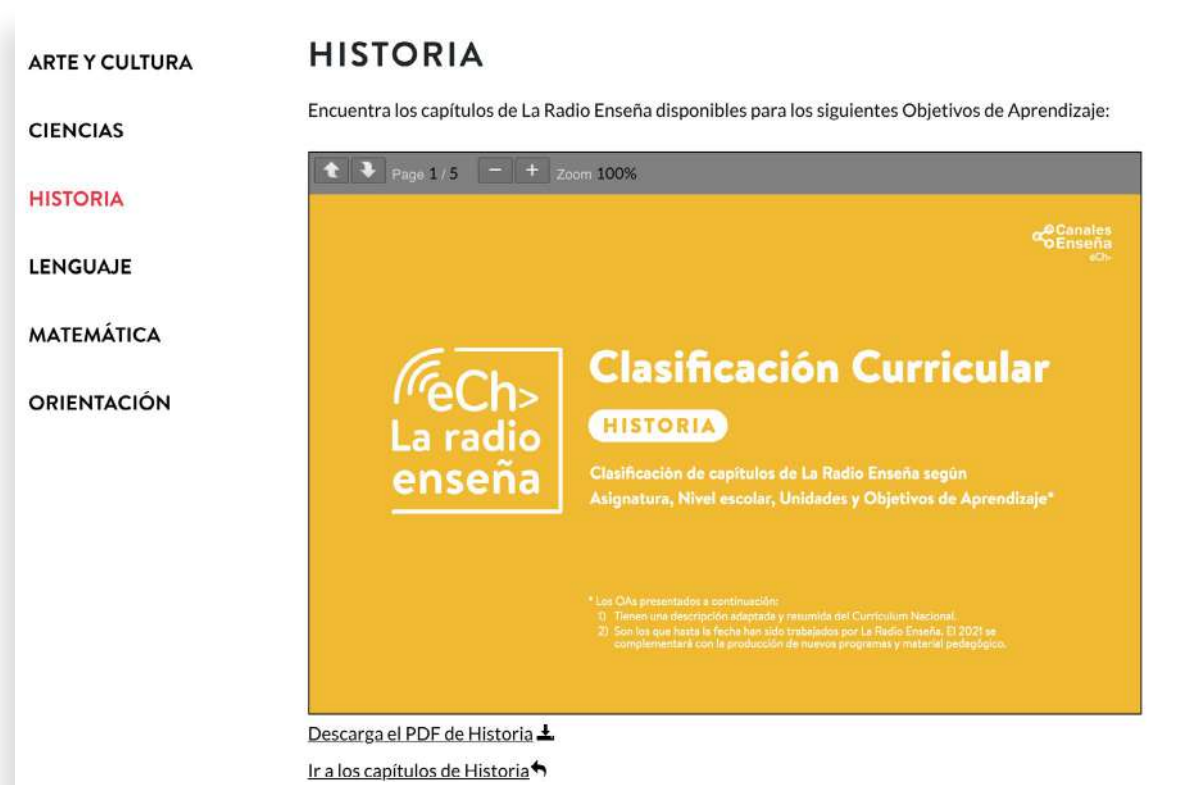 ARTE Y CULTURA
CIENCIAS
HISTORIA
LENGUAJE
MATEMÁTICA
ORIENTACIÓN
HISTORIA
Encuentra los capítulos de La Radio Enseña disponibles para los siguientes Objetivos de Aprendizaje:
Page 1 / 5 − + Zoom 100%
Canales
Enseña
eCh>
eCh>
La radio
enseña
Clasificación Curricular
HISTORIA
Clasificación de capítulos de La Radio Enseña según
Asignatura, Nivel escolar, Unidades y Objetivos de Aprendizaje*
* Los OAs presentados a continuación:
1) Tienen una descripción adaptada y resumida del Currículum Nacional.
2) Son los que hasta la fecha han sido trabajados por La Radio Enseña. El 2021 se
complementará con la producción de nuevos programas y material pedagógico.
Descarga el PDF de Historia
Ir a los capítulos de Historia